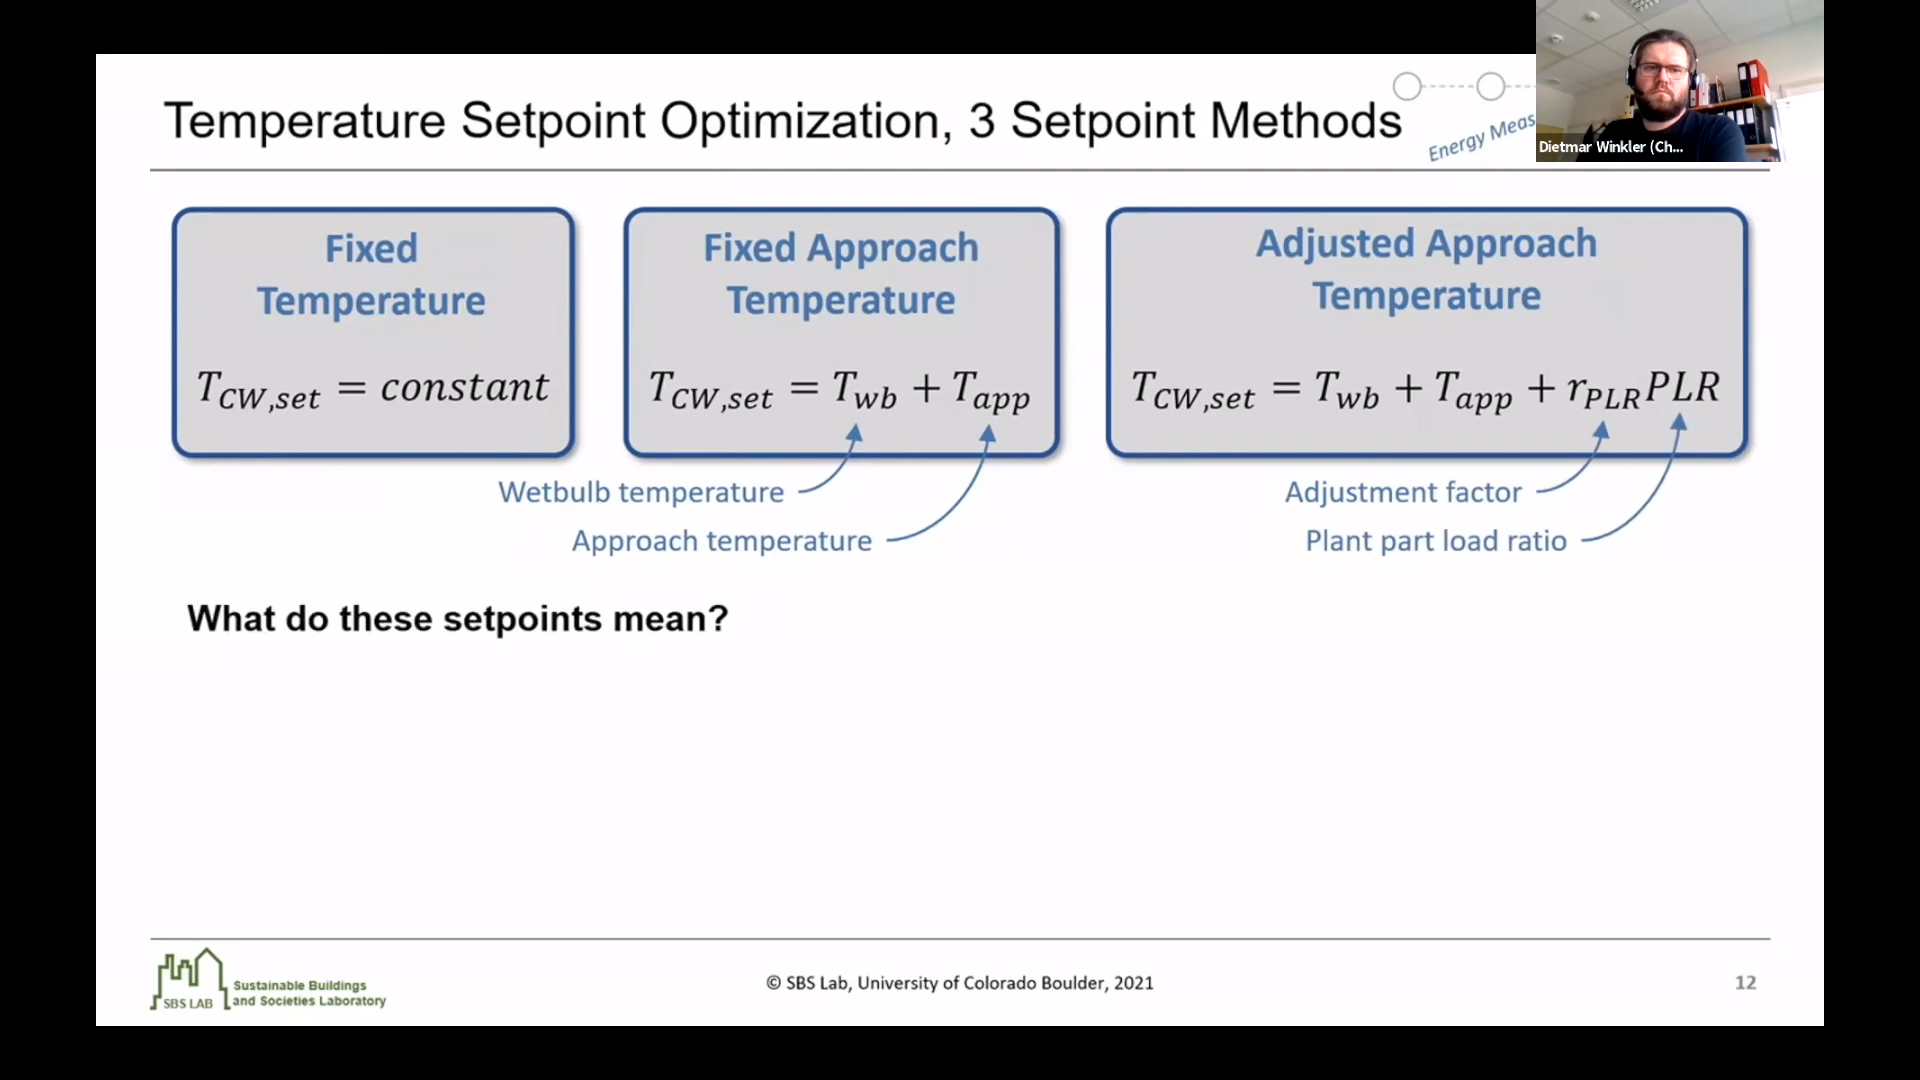 Temperature Setpoint Optimization, 3 Setpoint Methods
Energy Meas
Dietmar Winkler (Ch...
Fixed
Temperature
T_CW,set = constant
Fixed Approach
Temperature
T_CW,set = T_wb + T_app
Wetbulb temperature
Approach temperature
Adjusted Approach
Temperature
T_CW,set = T_wb + T_app + r_PLR PLR
Adjustment factor
Plant part load ratio
What do these setpoints mean?
SBS LAB
Sustainable Buildings
and Societies Laboratory
© SBS Lab, University of Colorado Boulder, 2021
12